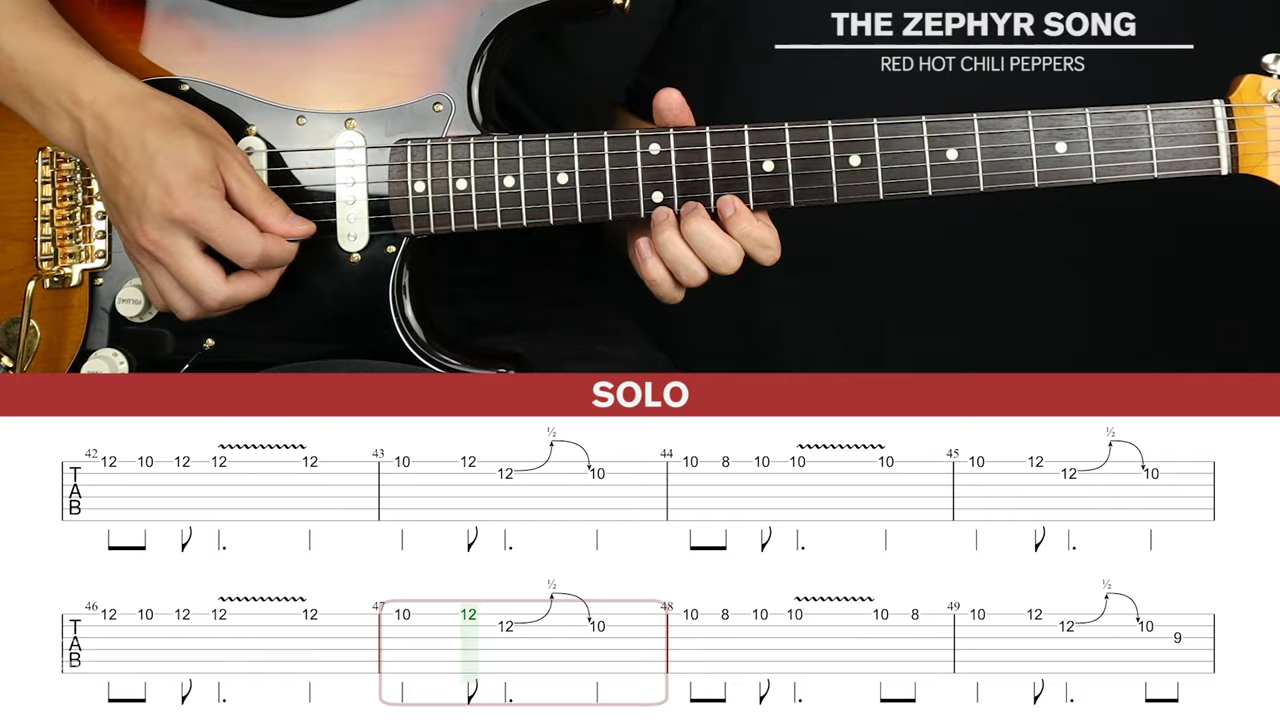 THE ZEPHYR SONG
RED HOT CHILI PEPPERS
VOLUME
SOLO
½ ½
42 12 10 12 12 12 43 10 12 12 10 44 10 8 10 10 10 45 10 12 12 10
T
A
B
½ ½
46 12 10 12 12 12 47 10 12 12 10 48 10 8 10 10 10 8 49 10 12 12 10 9
T
A
B